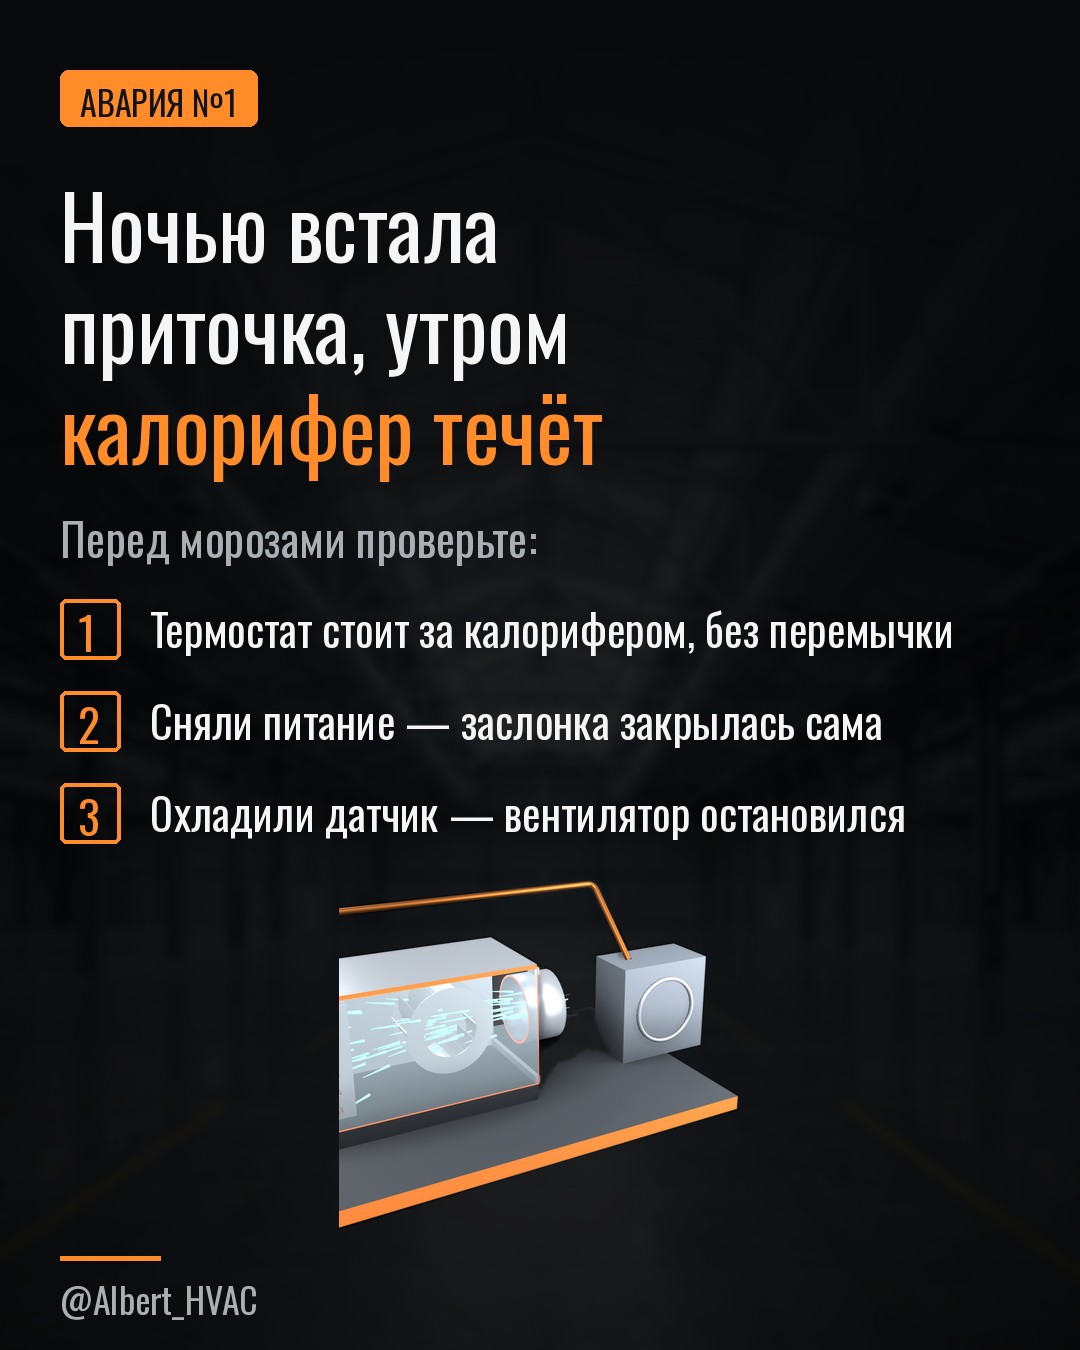 АВАРИЯ №1
Ночью встала
приточка, утром
калорифер течёт
Перед морозами проверьте:
1 Термостат стоит за калорифером, без перемычки
2 Сняли питание — заслонка закрылась сама
3 Охладили датчик — вентилятор остановился
@Albert_HVAC